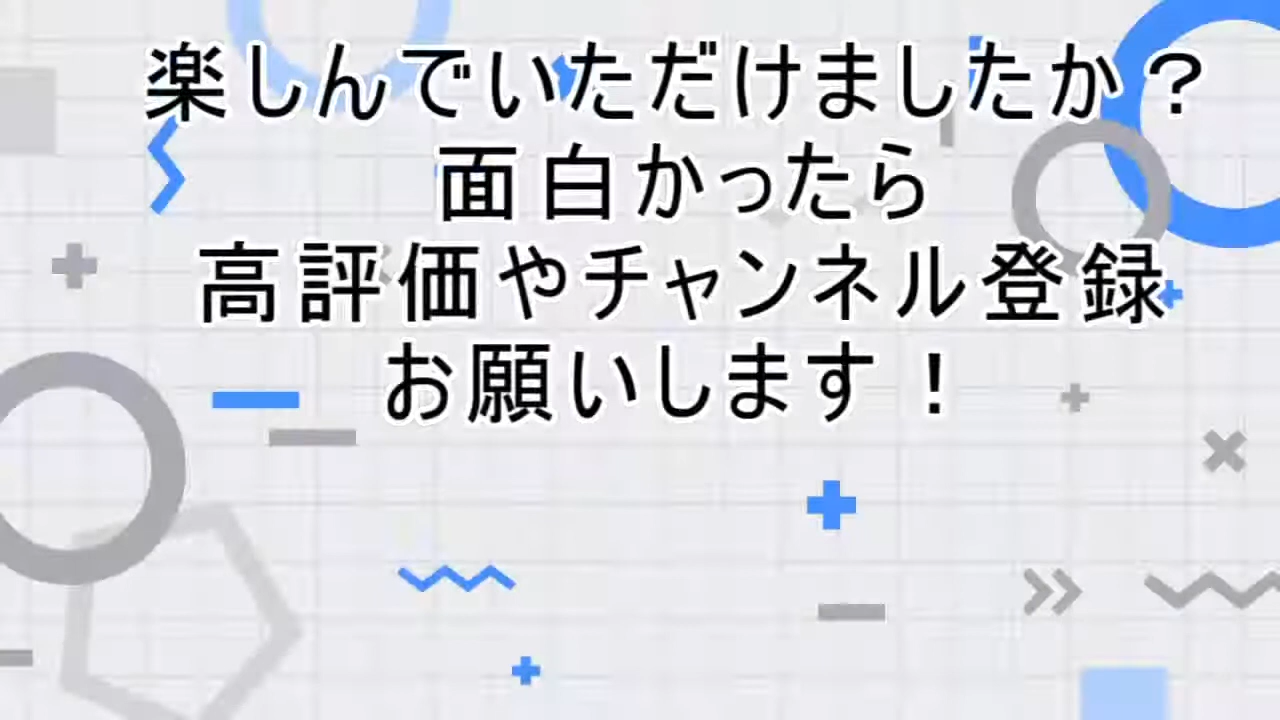 楽しんでいただけましたか？
面白かったら
高評価やチャンネル登録
お願いします！